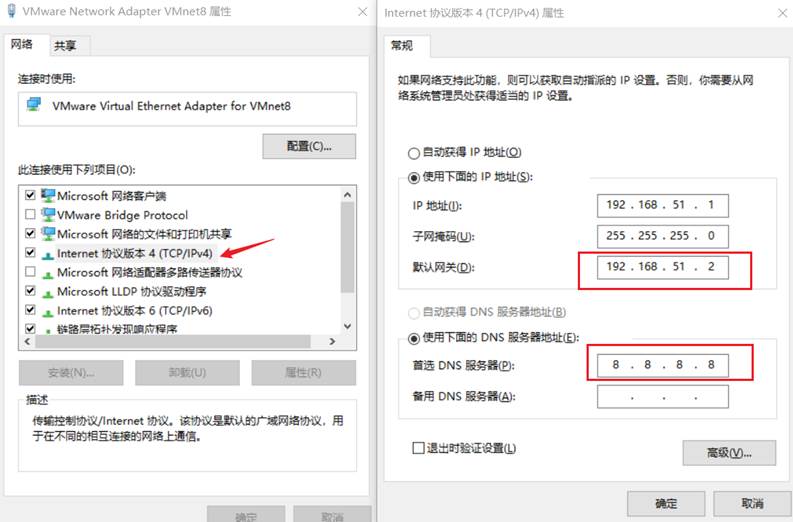 VMware Network Adapter VMnet8 属性
网络
共享
连接时使用:
VMware Virtual Ethernet Adapter for VMnet8
配置(C)...
此连接使用下列项目(O):
Microsoft 网络客户端
VMware Bridge Protocol
Microsoft 网络的文件和打印机共享
Internet 协议版本 4 (TCP/IPv4)
Microsoft 网络适配器多路传送器协议
Microsoft LLDP 协议驱动程序
Internet 协议版本 6 (TCP/IPv6)
链路层拓扑发现响应程序
安装(N)...
卸载(U)
属性(R)
描述
传输控制协议/Internet 协议。该协议是默认的广域网络协议，用
于在不同的相互连接的网络上通信。
确定
取消
Internet 协议版本 4 (TCP/IPv4) 属性
常规
如果网络支持此功能，则可以获取自动指派的 IP 设置。否则，你需要从网
络系统管理员处获得适当的 IP 设置。
自动获得 IP 地址(O)
使用下面的 IP 地址(S):
IP 地址(I):
192 . 168 . 51 . 1
子网掩码(U):
255 . 255 . 255 . 0
默认网关(D):
192 . 168 . 51 . 2
自动获得 DNS 服务器地址(B)
使用下面的 DNS 服务器地址(E):
首选 DNS 服务器(P):
8 . 8 . 8 . 8
备用 DNS 服务器(A):
. . .
退出时验证设置(L)
高级(V)...
确定
取消